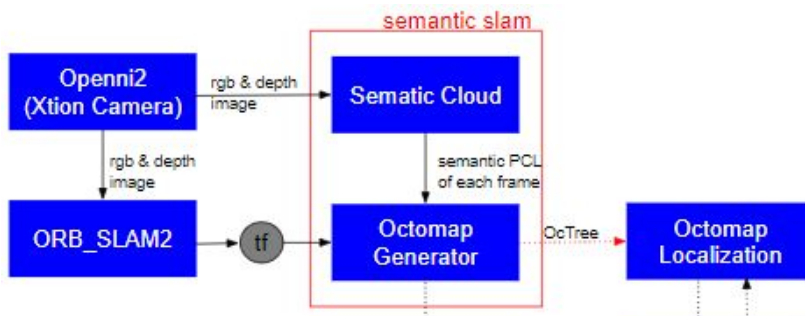 semantic slam
Openni2
(Xtion Camera)
rgb & depth
image
Sematic Cloud
rgb & depth
image
semantic PCL
of each frame
ORB_SLAM2
tf
Octomap
Generator
OcTree
Octomap
Localization